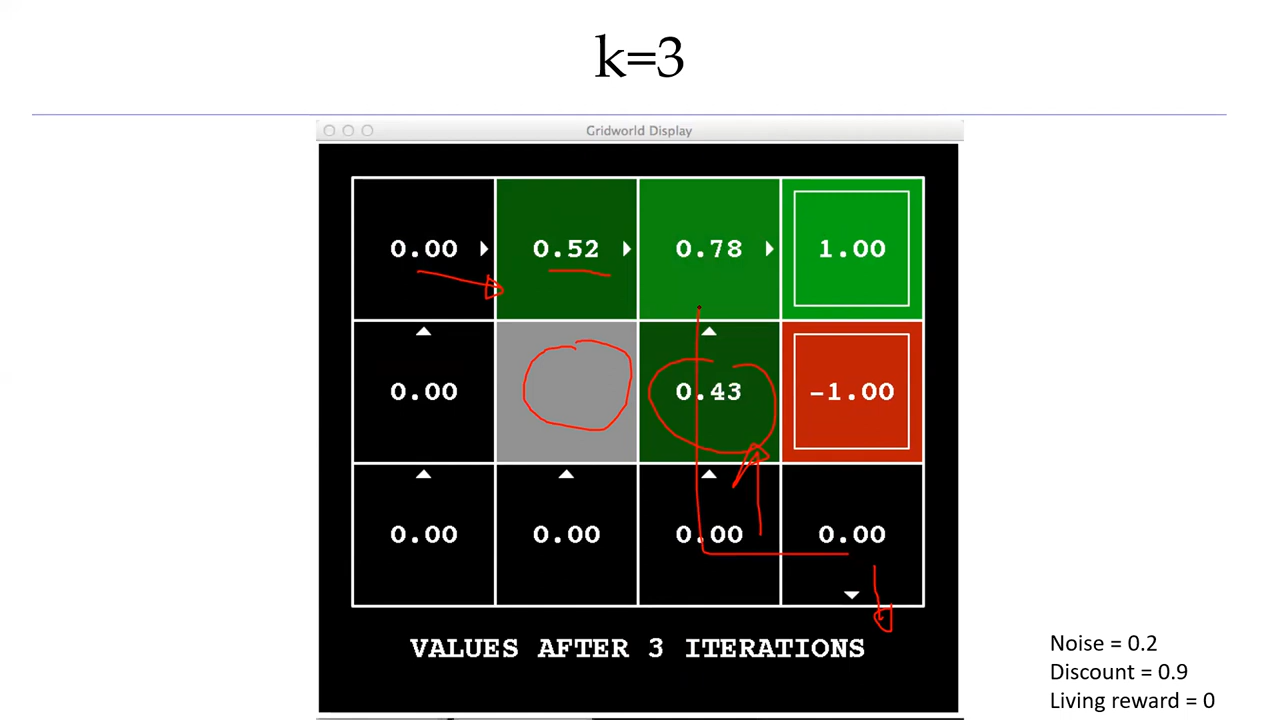 k=3
Gridworld Display
0.00 0.52 0.78 1.00
0.00 0.43 -1.00
0.00 0.00 0.00 0.00
VALUES AFTER 3 ITERATIONS
Noise = 0.2
Discount = 0.9
Living reward = 0